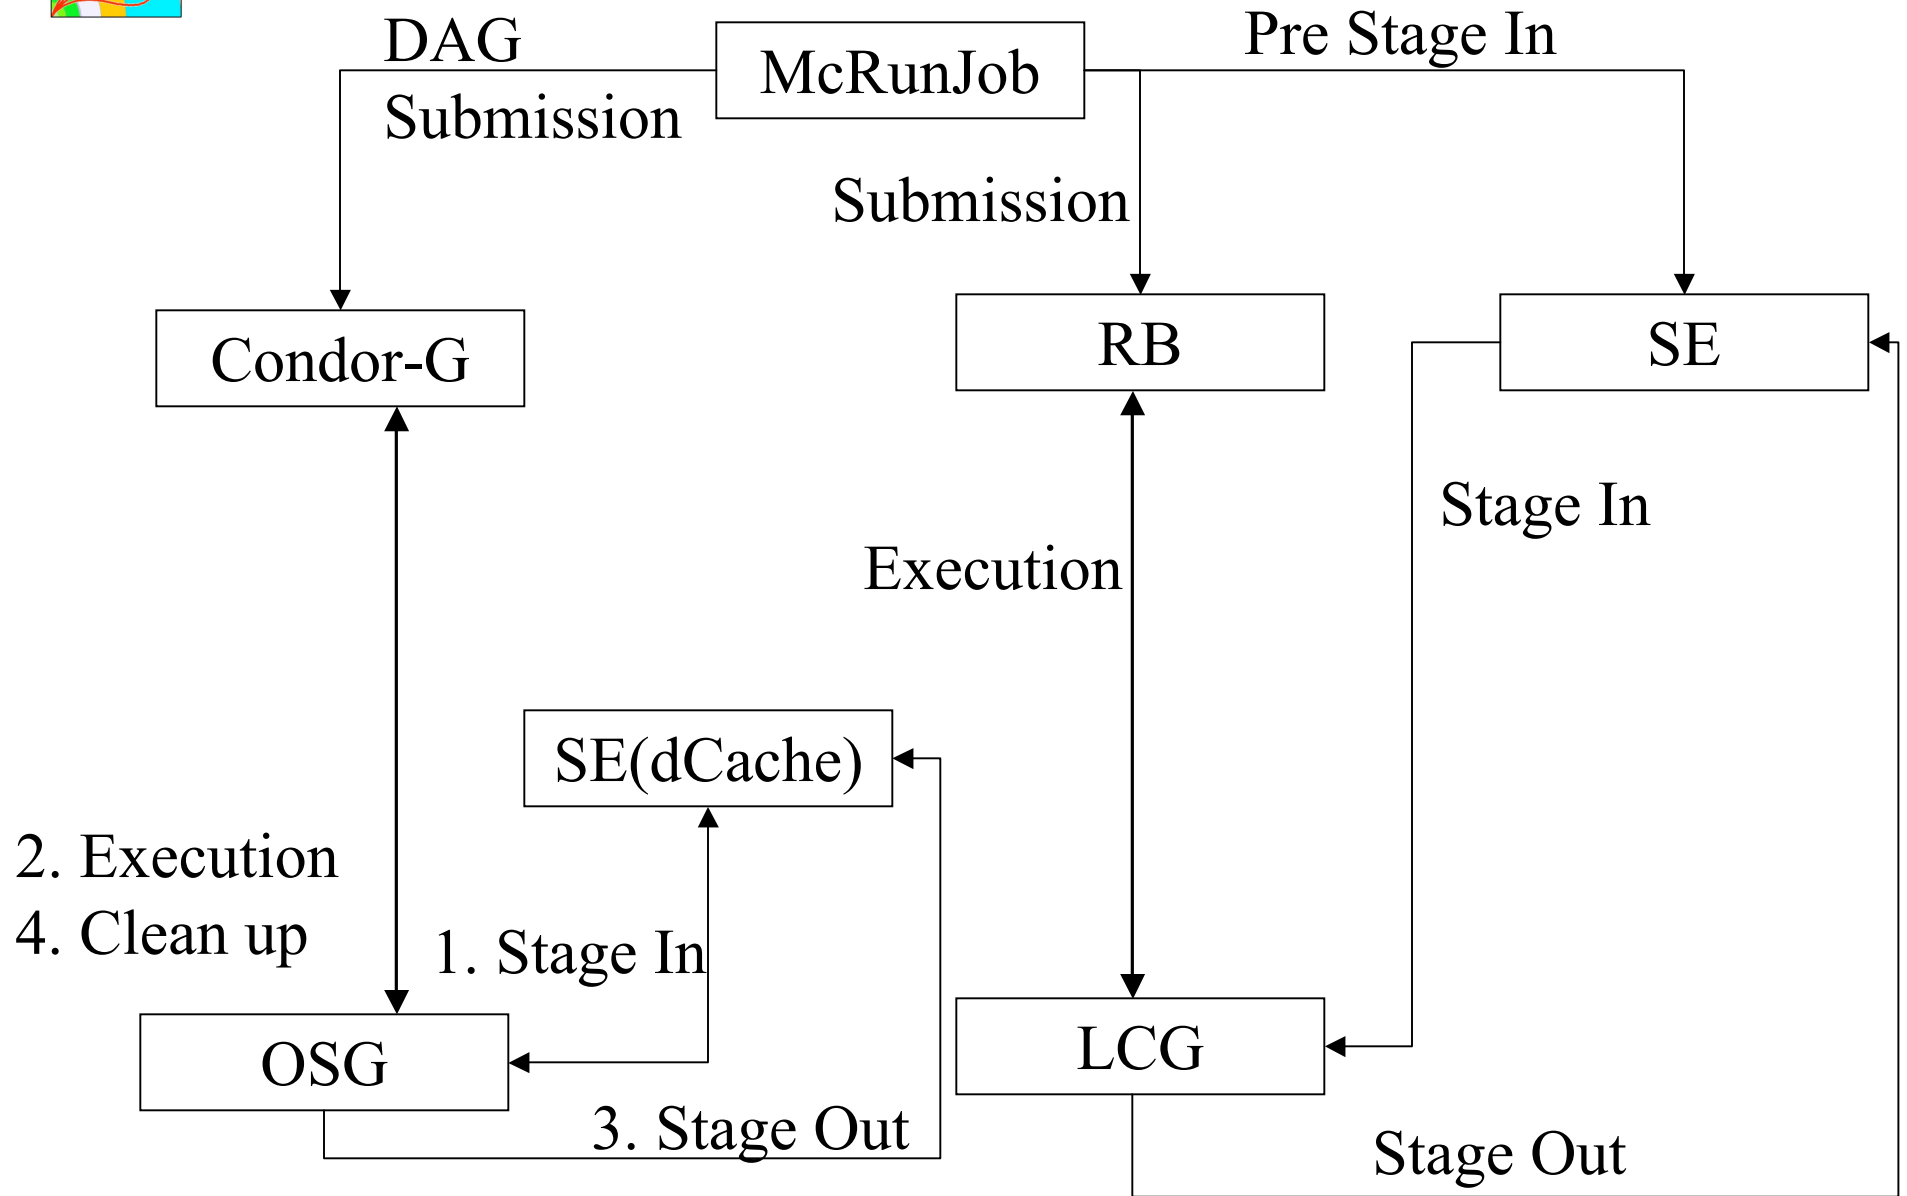 DAG
Submission
McRunJob
Pre Stage In
Submission
Condor-G
RB
SE
Stage In
Execution
SE(dCache)
2. Execution
4. Clean up
1. Stage In
OSG
LCG
3. Stage Out
Stage Out